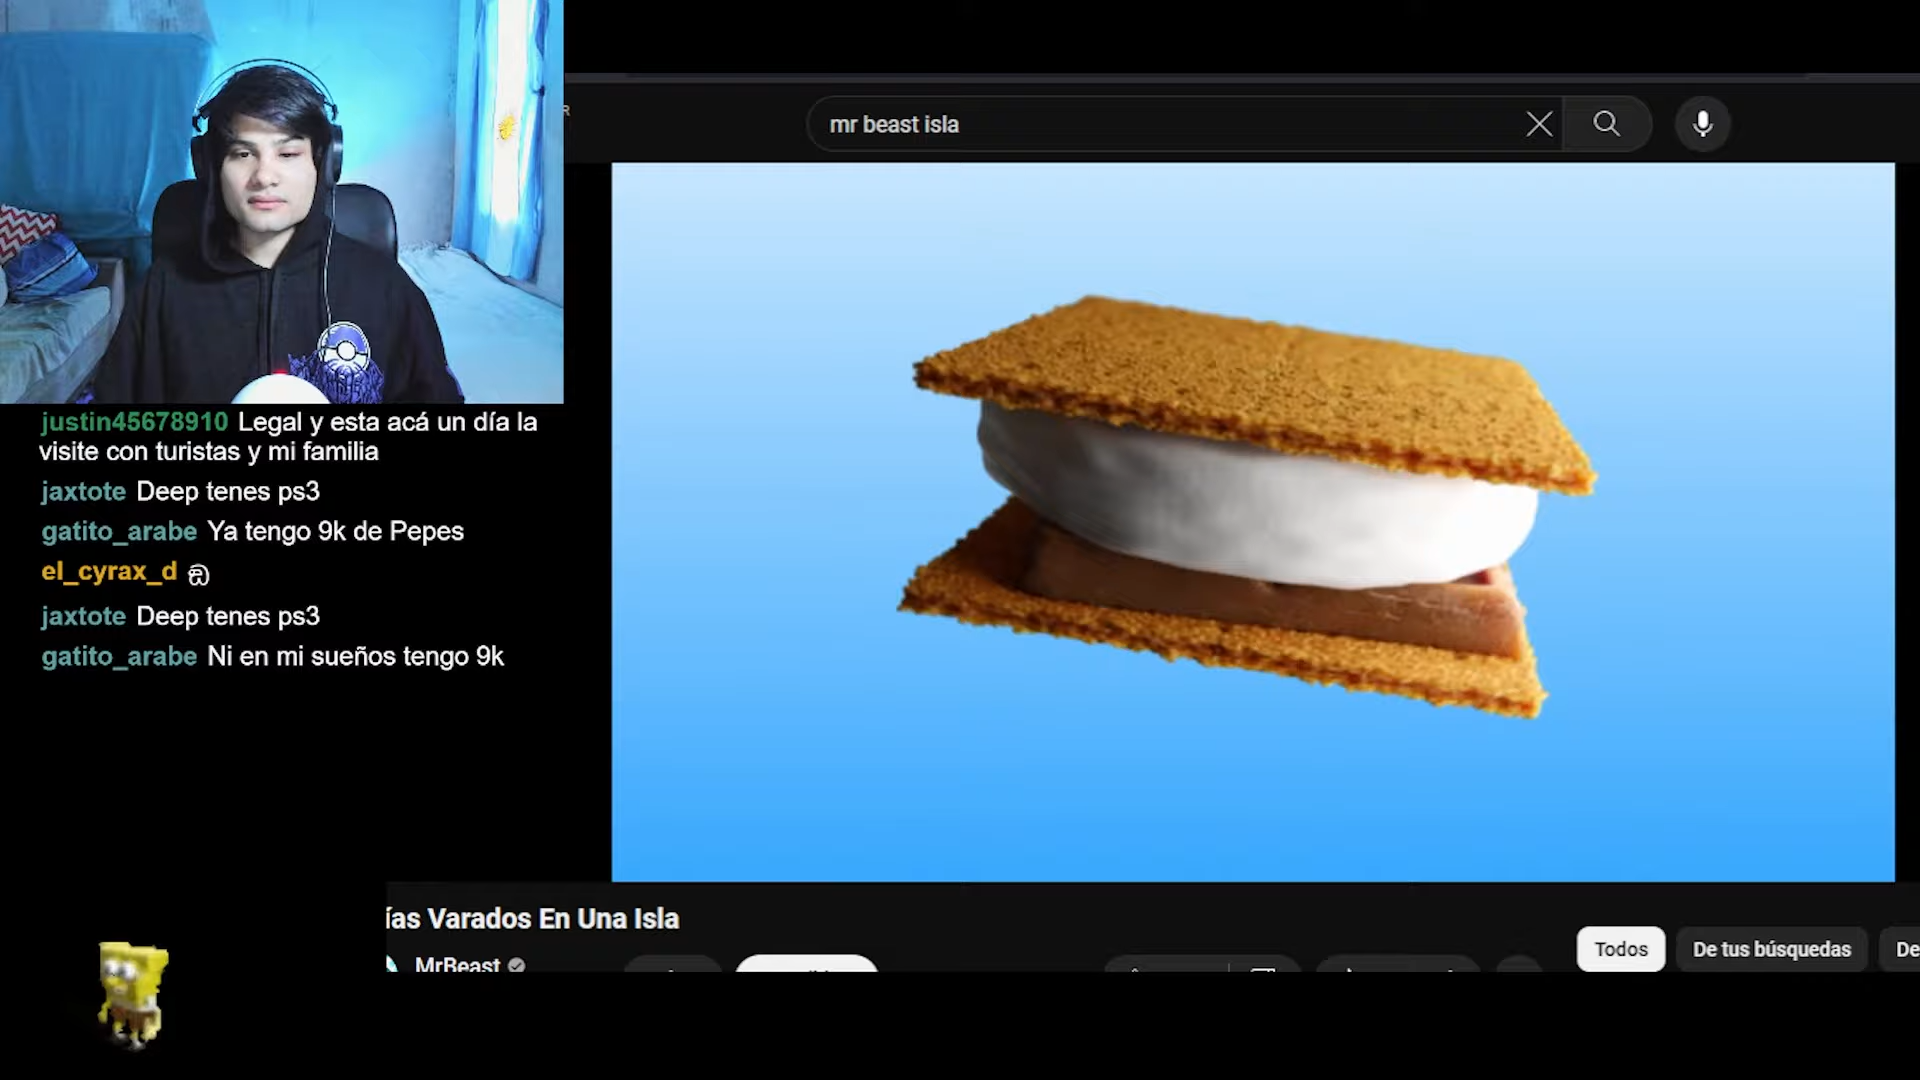 R
mr beast isla
justin45678910 Legal y esta acá un día la
visite con turistas y mi familia
jaxtote Deep tenes ps3
gatito_arabe Ya tengo 9k de Pepes
el_cyrax_d ඞ
jaxtote Deep tenes ps3
gatito_arabe Ni en mi sueños tengo 9k
ías Varados En Una Isla
MrBeast
Todos
De tus búsquedas
De